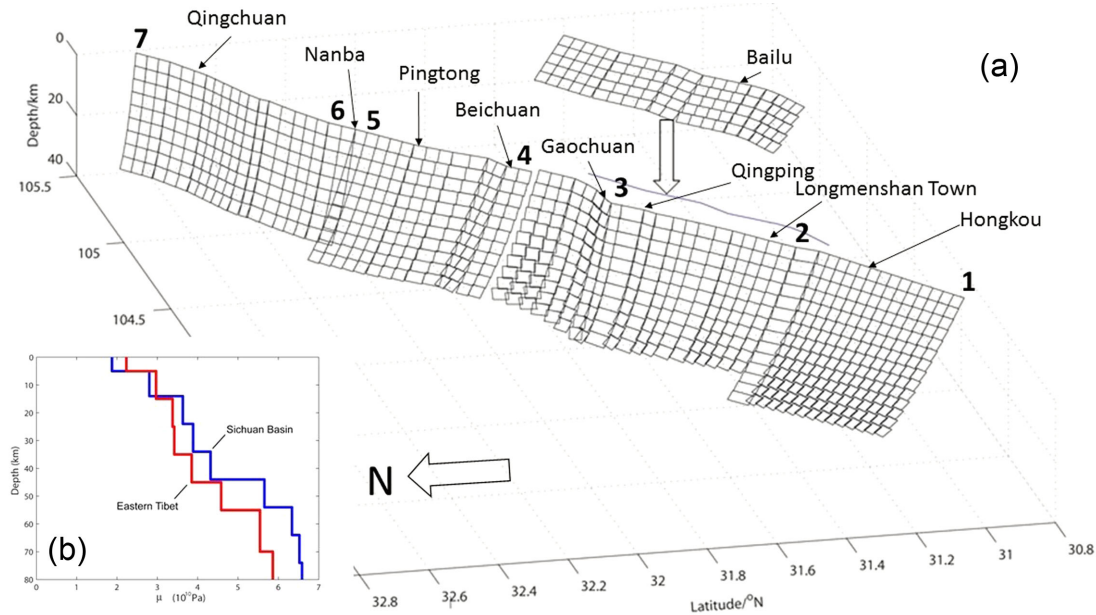 (a)
Qingchuan
7
Nanba
Bailu
0
Pingtong
6 5
Beichuan
Depth/km
20
4
Gaochuan
Qingping
3
Longmenshan Town
40
2
Hongkou
105.5
1
105
104.5
N
0
10
20
30
40
50
60
70
80
Depth (km)
Sichuan Basin
Eastern Tibet
(b)
0 1 2 3 4 5 6 7
μ (10¹⁰Pa)
32.8
32.6
32.4
32.2
32
31.8
31.6
31.4
31.2
31
30.8
Latitude/°N